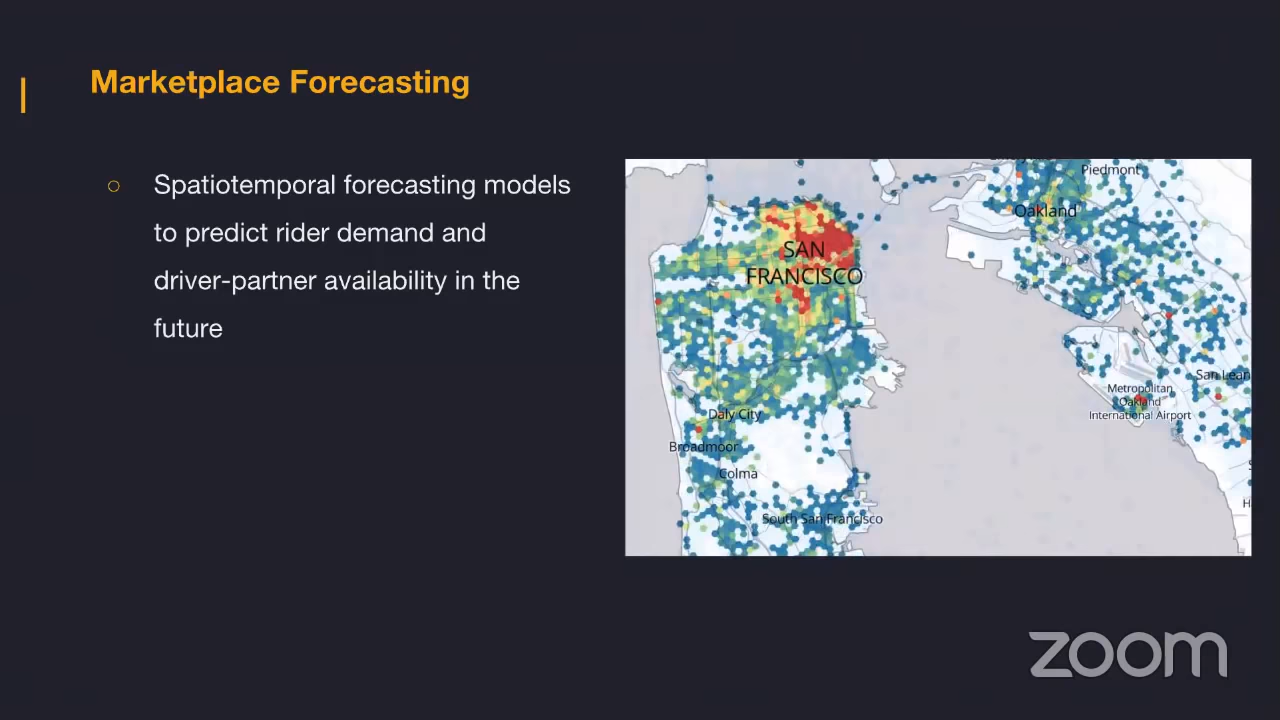 Marketplace Forecasting
○ Spatiotemporal forecasting models
to predict rider demand and
driver-partner availability in the
future
Piedmont
Oakland
SAN
FRANCISCO
San Lean
Metropolitan
Oakland
International Airport
Daly City
Broadmoor
Colma
South San Francisco
zoom